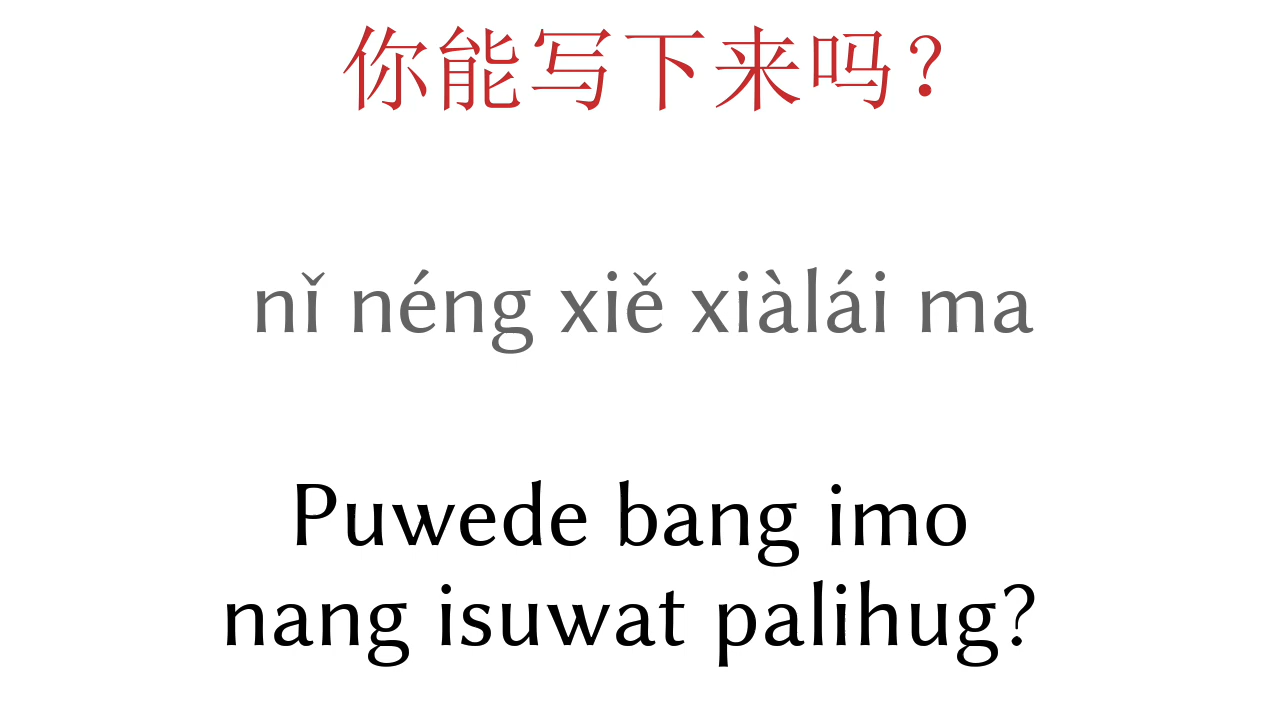 你能写下来吗？
nǐ néng xiě xiàlái ma
Puwede bang imo
nang isuwat palihug?